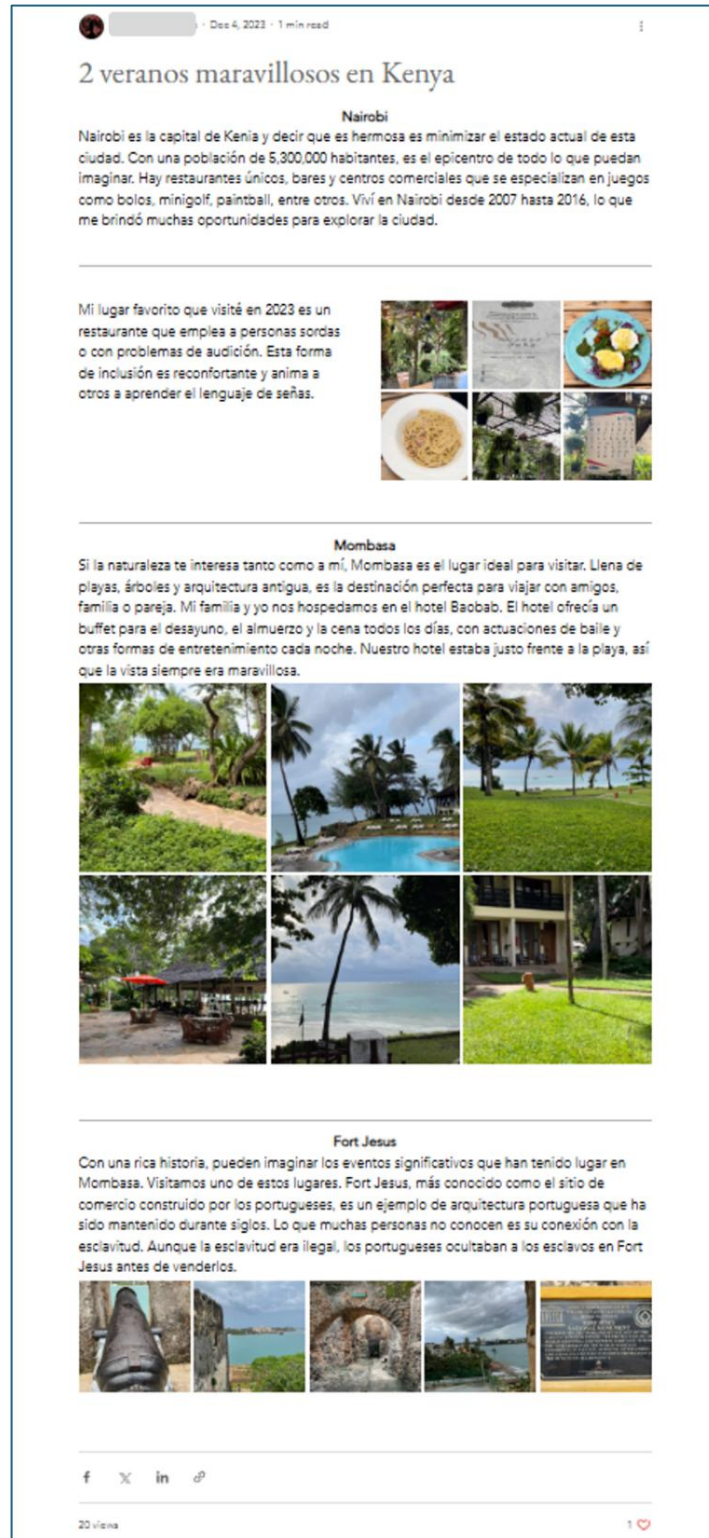 Dec 4, 2023 · 1 min read
2 veranos maravillosos en Kenya
Nairobi
Nairobi es la capital de Kenia y decir que es hermosa es minimizar el estado actual de esta
ciudad. Con una población de 5,300,000 habitantes, es el epicentro de todo lo que puedan
imaginar. Hay restaurantes únicos, bares y centros comerciales que se especializan en juegos
como bolos, minigolf, paintball, entre otros. Viví en Nairobi desde 2007 hasta 2016, lo que
me brindó muchas oportunidades para explorar la ciudad.
Mi lugar favorito que visité en 2023 es un
restaurante que emplea a personas sordas
o con problemas de audición. Esta forma
de inclusión es reconfortante y anima a
otros a aprender el lenguaje de señas.
Mombasa
Si la naturaleza te interesa tanto como a mí, Mombasa es el lugar ideal para visitar. Llena de
playas, árboles y arquitectura antigua, es la destinación perfecta para viajar con amigos,
familia o pareja. Mi familia y yo nos hospedamos en el hotel Baobab. El hotel ofrecía un
buffet para el desayuno, el almuerzo y la cena todos los días, con actuaciones de baile y
otras formas de entretenimiento cada noche. Nuestro hotel estaba justo frente a la playa, así
que la vista siempre era maravillosa.
Fort Jesus
Con una rica historia, pueden imaginar los eventos significativos que han tenido lugar en
Mombasa. Visitamos uno de estos lugares. Fort Jesus, más conocido como el sitio de
comercio construido por los portugueses, es un ejemplo de arquitectura portuguesa que ha
sido mantenido durante siglos. Lo que muchas personas no conocen es su conexión con la
esclavitud. Aunque la esclavitud era ilegal, los portugueses ocultaban a los esclavos en Fort
Jesus antes de venderlos.
20 views
1